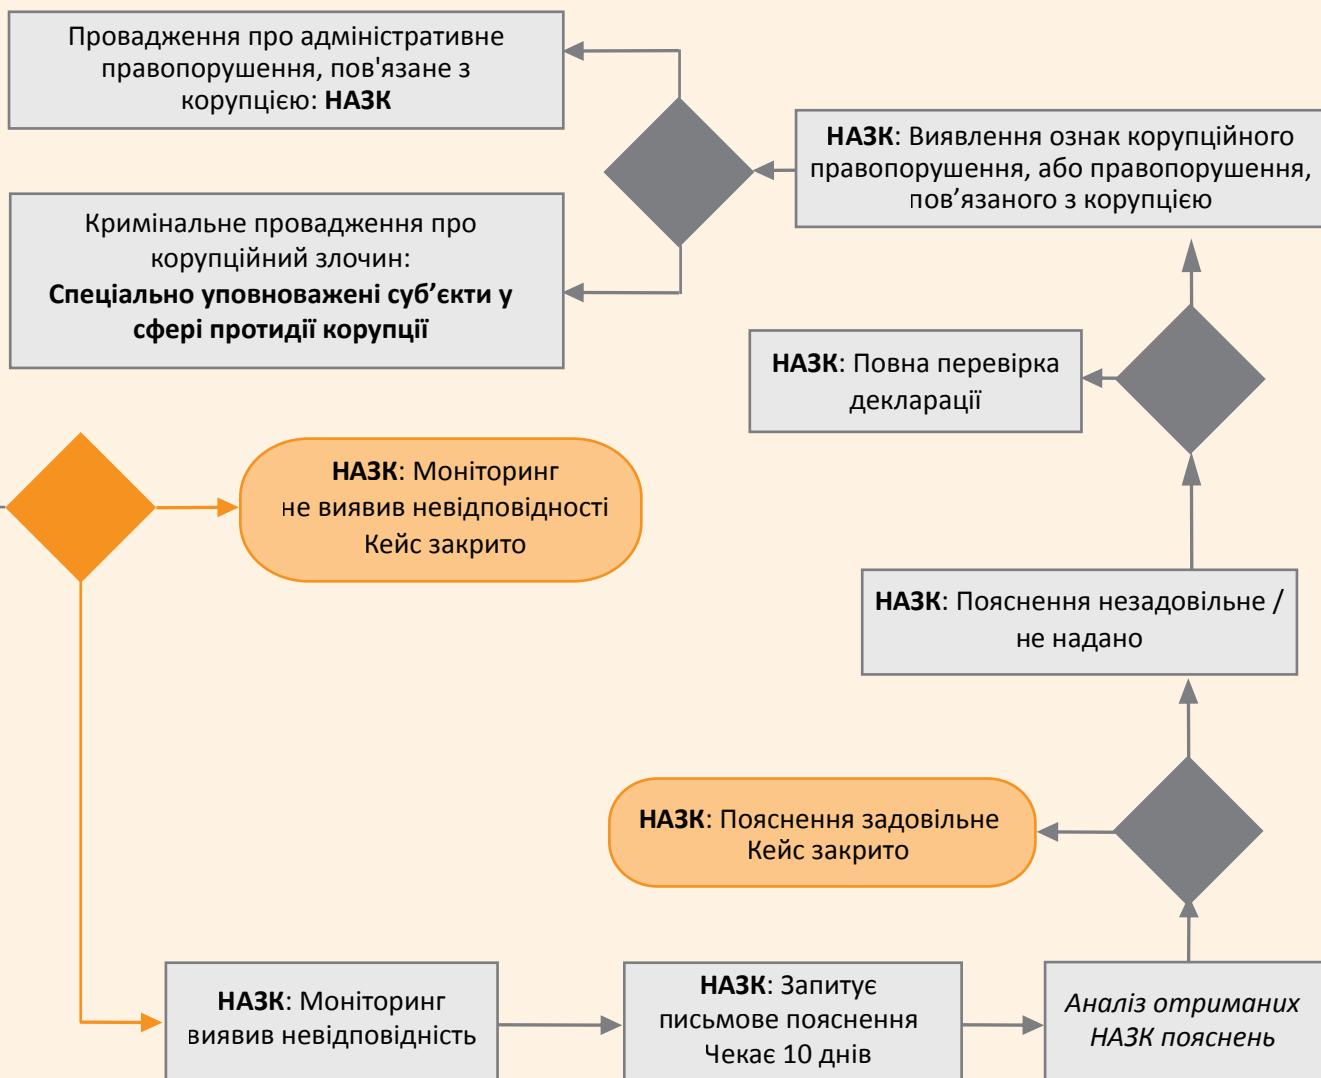 Провадження про адміністративне
правопорушення, пов'язане з
корупцією: НАЗК
НАЗК: Виявлення ознак корупційного
правопорушення, або правопорушення,
пов’язаного з корупцією
Кримінальне провадження про
корупційний злочин:
Спеціально уповноважені суб’єкти у
сфері протидії корупції
НАЗК: Повна перевірка
декларації
НАЗК: Моніторинг
не виявив невідповідності
Кейс закрито
НАЗК: Пояснення незадовільне /
не надано
НАЗК: Пояснення задовільне
Кейс закрито
НАЗК: Моніторинг
виявив невідповідність
НАЗК: Запитує
письмове пояснення
Чекає 10 днів
Аналіз отриманих
НАЗК пояснень